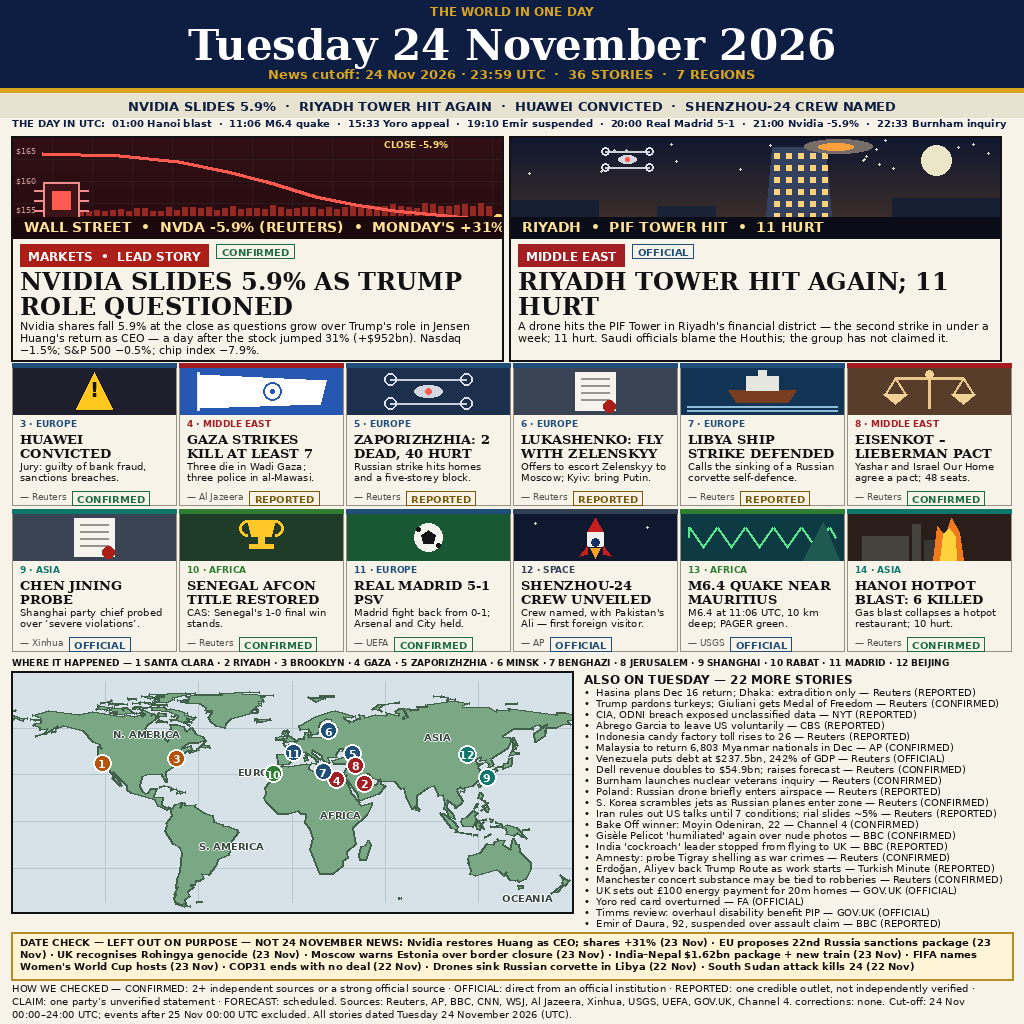 THE WORLD IN ONE DAY
Tuesday 24 November 2026
News cutoff: 24 Nov 2026 · 23:59 UTC · 36 STORIES · 7 REGIONS
NVIDIA SLIDES 5.9% · RIYADH TOWER HIT AGAIN · HUAWEI CONVICTED · SHENZHOU-24 CREW NAMED
THE DAY IN UTC: 01:00 Hanoi blast · 11:06 M6.4 quake · 15:33 Yoro appeal · 19:10 Emir suspended · 20:00 Real Madrid 5-1 · 21:00 Nvidia -5.9% · 22:33 Burnham inquiry
CLOSE -5.9%
$165
$160
$155
WALL STREET • NVDA -5.9% (REUTERS) • MONDAY'S +31%
MARKETS • LEAD STORY
CONFIRMED
NVIDIA SLIDES 5.9% AS TRUMP
ROLE QUESTIONED
Nvidia shares fall 5.9% at the close as questions grow over Trump's role in Jensen
Huang's return as CEO — a day after the stock jumped 31% (+$952bn). Nasdaq
−1.5%; S&P 500 −0.5%; chip index −7.9%.
RIYADH • PIF TOWER HIT • 11 HURT
MIDDLE EAST
OFFICIAL
RIYADH TOWER HIT AGAIN; 11
HURT
A drone hits the PIF Tower in Riyadh's financial district — the second strike in under a
week; 11 hurt. Saudi officials blame the Houthis; the group has not claimed it.
3 · EUROPE
HUAWEI
CONVICTED
Jury: guilty of bank fraud,
sanctions breaches.
— Reuters CONFIRMED
4 · MIDDLE EAST
GAZA STRIKES
KILL AT LEAST 7
Three die in Wadi Gaza;
three police in al-Mawasi.
— Al Jazeera REPORTED
5 · EUROPE
ZAPORIZHZHIA: 2
DEAD, 40 HURT
Russian strike hits homes
and a five-storey block.
— Reuters REPORTED
6 · EUROPE
LUKASHENKO: FLY
WITH ZELENSKYY
Offers to escort Zelenskyy to
Moscow; Kyiv: bring Putin.
— Reuters REPORTED
7 · EUROPE
LIBYA SHIP
STRIKE DEFENDED
Calls the sinking of a Russian
corvette self-defence.
— Reuters REPORTED
8 · MIDDLE EAST
EISENKOT –
LIEBERMAN PACT
Yashar and Israel Our Home
agree a pact; 48 seats.
— Reuters CONFIRMED
9 · ASIA
CHEN JINING
PROBE
Shanghai party chief probed
over ‘severe violations’.
— Xinhua OFFICIAL
10 · AFRICA
SENEGAL AFCON
TITLE RESTORED
CAS: Senegal's 1-0 final win
stands.
— Reuters CONFIRMED
11 · EUROPE
REAL MADRID 5-1
PSV
Madrid fight back from 0-1;
Arsenal and City held.
— UEFA CONFIRMED
12 · SPACE
SHENZHOU-24
CREW UNVEILED
Crew named, with Pakistan's
Ali — first foreign visitor.
— AP OFFICIAL
13 · AFRICA
M6.4 QUAKE NEAR
MAURITIUS
M6.4 at 11:06 UTC, 10 km
deep; PAGER green.
— USGS OFFICIAL
14 · ASIA
HANOI HOTPOT
BLAST: 6 KILLED
Gas blast collapses a hotpot
restaurant; 10 hurt.
— Reuters CONFIRMED
WHERE IT HAPPENED — 1 SANTA CLARA · 2 RIYADH · 3 BROOKLYN · 4 GAZA · 5 ZAPORIZHZHIA · 6 MINSK · 7 BENGHAZI · 8 JERUSALEM · 9 SHANGHAI · 10 RABAT · 11 MADRID · 12 BEIJING
N. AMERICA
ASIA
EURO
AFRICA
S. AMERICA
OCEANIA
1
3
6
11
5
12
8
10
7
4
2
9
ALSO ON TUESDAY — 22 MORE STORIES
• Hasina plans Dec 16 return; Dhaka: extradition only — Reuters (REPORTED)
• Trump pardons turkeys; Giuliani gets Medal of Freedom — Reuters (CONFIRMED)
• CIA, ODNI breach exposed unclassified data — NYT (REPORTED)
• Abrego Garcia to leave US voluntarily — CBS (REPORTED)
• Indonesia candy factory toll rises to 26 — Reuters (REPORTED)
• Malaysia to return 6,803 Myanmar nationals in Dec — AP (CONFIRMED)
• Venezuela puts debt at $237.5bn, 242% of GDP — Reuters (OFFICIAL)
• Dell revenue doubles to $54.9bn; raises forecast — Reuters (CONFIRMED)
• Burnham launches nuclear veterans inquiry — Reuters (CONFIRMED)
• Poland: Russian drone briefly enters airspace — Reuters (REPORTED)
• S. Korea scrambles jets as Russian planes enter zone — Reuters (CONFIRMED)
• Iran rules out US talks until 7 conditions; rial slides ~5% — Reuters (REPORTED)
• Bake Off winner: Moyin Odeniran, 22 — Channel 4 (CONFIRMED)
• Gisèle Pelicot 'humiliated' again over nude photos — BBC (CONFIRMED)
• India 'cockroach' leader stopped from flying to UK — BBC (REPORTED)
• Amnesty: probe Tigray shelling as war crimes — Reuters (CONFIRMED)
• Erdoğan, Aliyev back Trump Route as work starts — Turkish Minute (REPORTED)
• Manchester concert substance may be tied to robberies — Reuters (CONFIRMED)
• UK sets out £100 energy payment for 20m homes — GOV.UK (OFFICIAL)
• Yoro red card overturned — FA (OFFICIAL)
• Timms review: overhaul disability benefit PIP — GOV.UK (OFFICIAL)
• Emir of Daura, 92, suspended over assault claim — BBC (REPORTED)
DATE CHECK — LEFT OUT ON PURPOSE — NOT 24 NOVEMBER NEWS: Nvidia restores Huang as CEO; shares +31% (23 Nov) · EU proposes 22nd Russia sanctions package (23
Nov) · UK recognises Rohingya genocide (23 Nov) · Moscow warns Estonia over border closure (23 Nov) · India–Nepal $1.62bn package + new train (23 Nov) · FIFA names
Women's World Cup hosts (23 Nov) · COP31 ends with no deal (22 Nov) · Drones sink Russian corvette in Libya (22 Nov) · South Sudan attack kills 24 (22 Nov)
HOW WE CHECKED — CONFIRMED: 2+ independent sources or a strong official source · OFFICIAL: direct from an official institution · REPORTED: one credible outlet, not independently verified ·
CLAIM: one party's unverified statement · FORECAST: scheduled. Sources: Reuters, AP, BBC, CNN, WSJ, Al Jazeera, Xinhua, USGS, UEFA, GOV.UK, Channel 4. corrections: none. Cut-off: 24 Nov
00:00–24:00 UTC; events after 25 Nov 00:00 UTC excluded. All stories dated Tuesday 24 November 2026 (UTC).